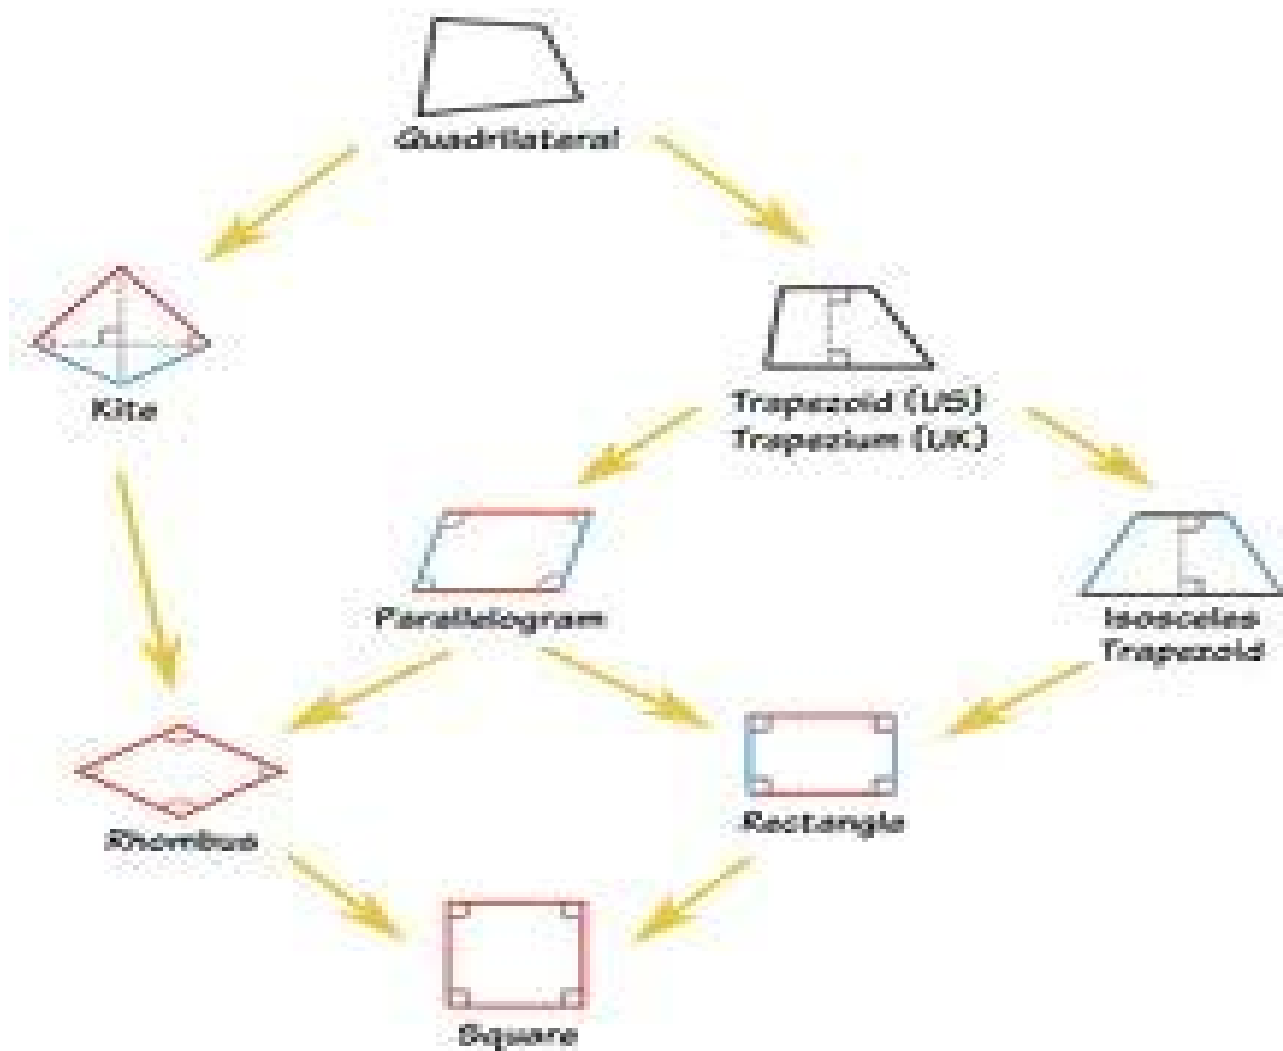 Quadrilateral
Kite
Trapezoid (US)
Trapezium (UK)
Parallelogram
Isosceles
Trapezoid
Rhombus
Rectangle
Square